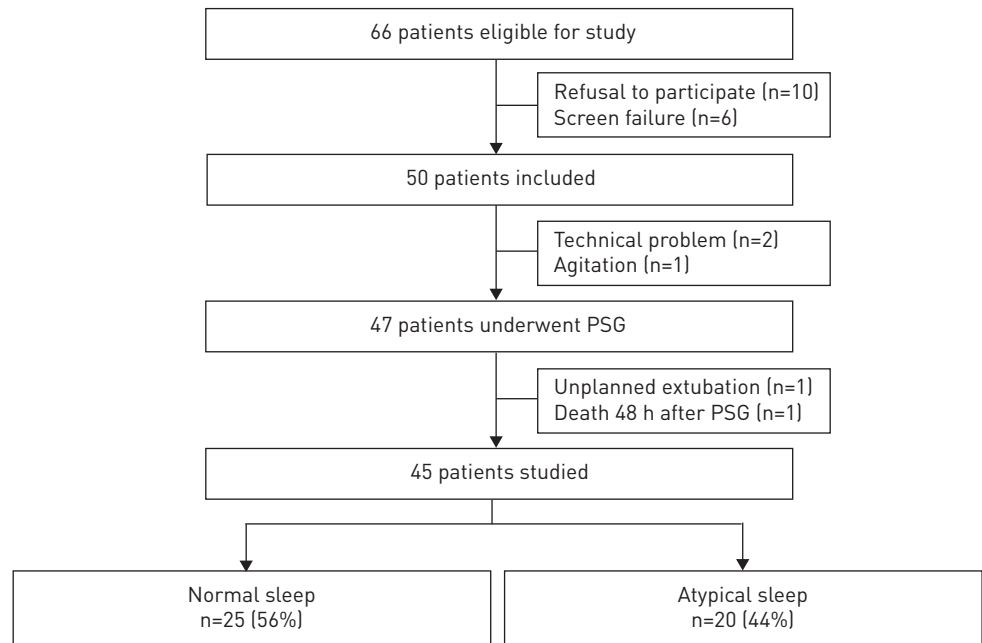 66 patients eligible for study
Refusal to participate (n=10)
Screen failure (n=6)
50 patients included
Technical problem (n=2)
Agitation (n=1)
47 patients underwent PSG
Unplanned extubation (n=1)
Death 48 h after PSG (n=1)
45 patients studied
Normal sleep
n=25 (56%)
Atypical sleep
n=20 (44%)